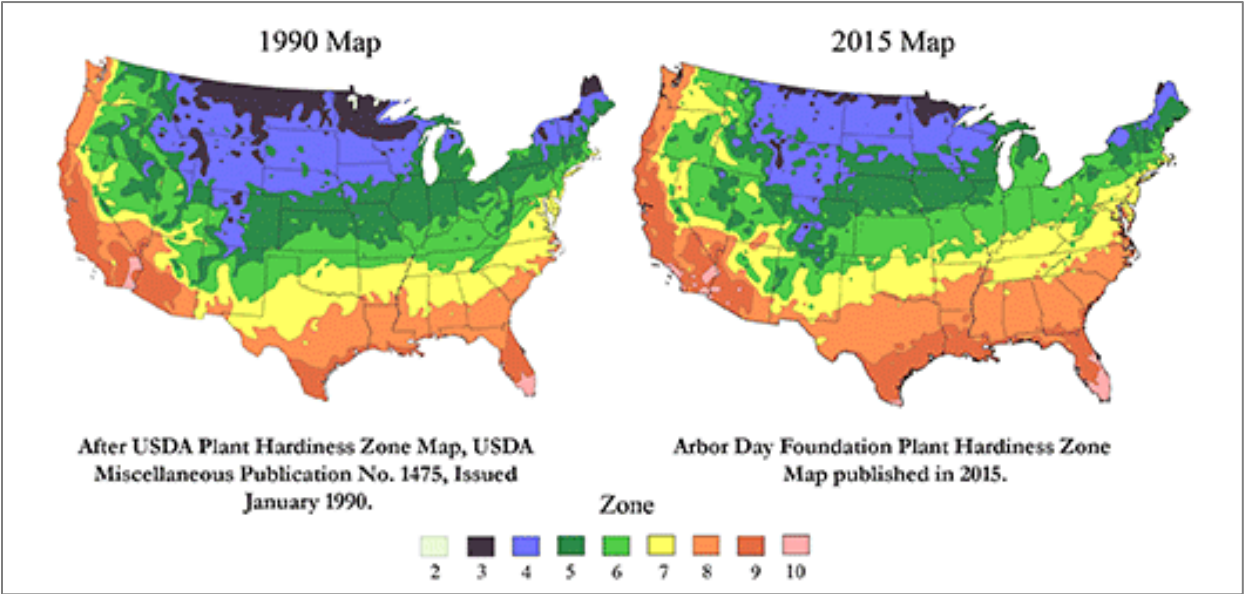 1990 Map
2015 Map
After USDA Plant Hardiness Zone Map, USDA
Miscellaneous Publication No. 1475, Issued
January 1990.
Arbor Day Foundation Plant Hardiness Zone
Map published in 2015.
Zone
2 3 4 5 6 7 8 9 10